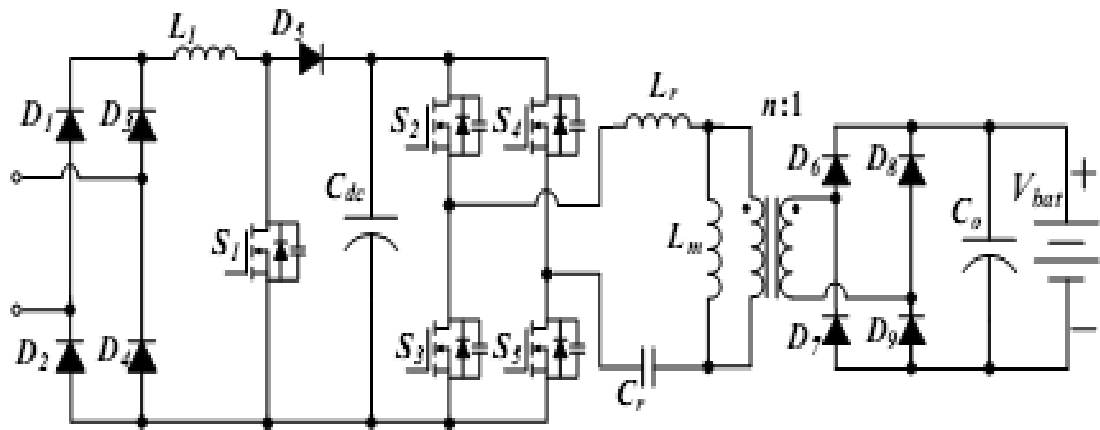 L1 D5
D1 D3 S2 S4 Lr n:1
D6 D8
Cdc Co Vbat +
S1 Lm
D2 D4 S3 S5 D7 D9 −
Cr